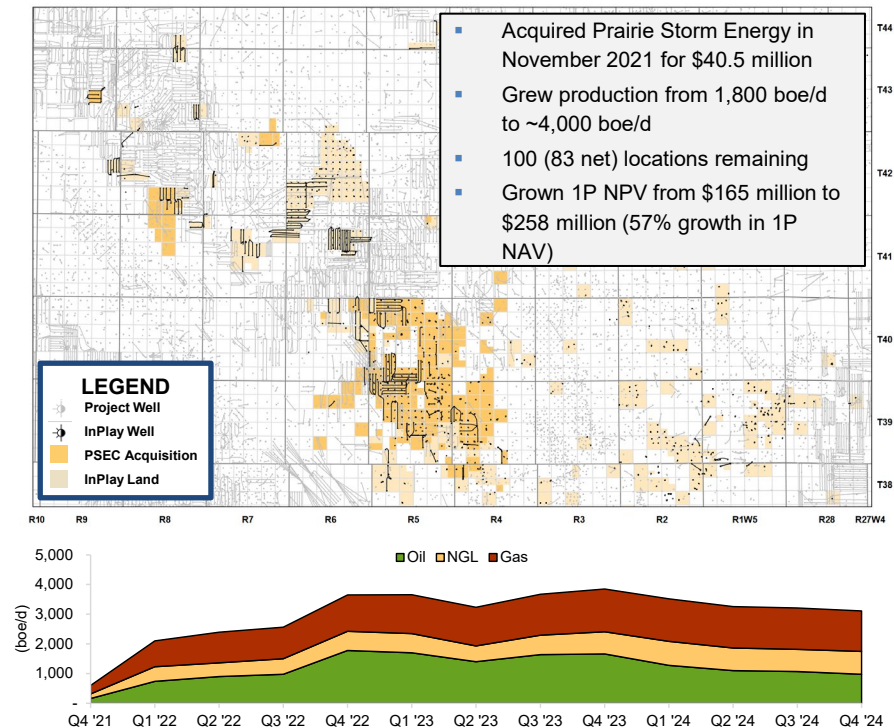 ▪ Acquired Prairie Storm Energy in
November 2021 for $40.5 million
▪ Grew production from 1,800 boe/d
to ~4,000 boe/d
▪ 100 (83 net) locations remaining
▪ Grown 1P NPV from $165 million to
$258 million (57% growth in 1P
NAV)
T44
T43
T42
T41
T40
T39
T38
LEGEND
Project Well
InPlay Well
PSEC Acquisition
InPlay Land
R10 R9 R8 R7 R6 R5 R4 R3 R2 R1W5 R28 R27W4
Oil NGL Gas
(boe/d)
5,000
4,000
3,000
2,000
1,000
-
Q4 '21 Q1 '22 Q2 '22 Q3 '22 Q4 '22 Q1 '23 Q2 '23 Q3 '23 Q4 '23 Q1 '24 Q2 '24 Q3 '24 Q4 '24